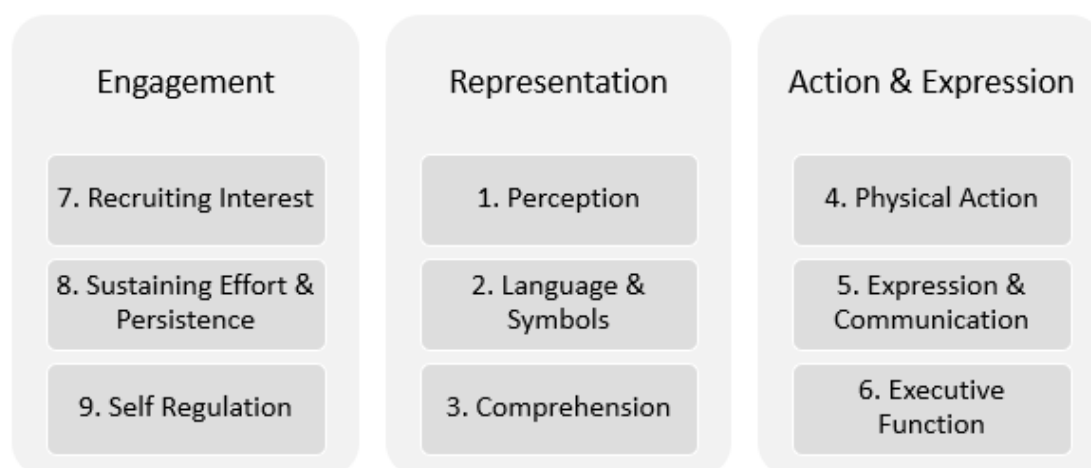 Engagement
7. Recruiting Interest
8. Sustaining Effort &
Persistence
9. Self Regulation
Representation
1. Perception
2. Language &
Symbols
3. Comprehension
Action & Expression
4. Physical Action
5. Expression &
Communication
6. Executive
Function